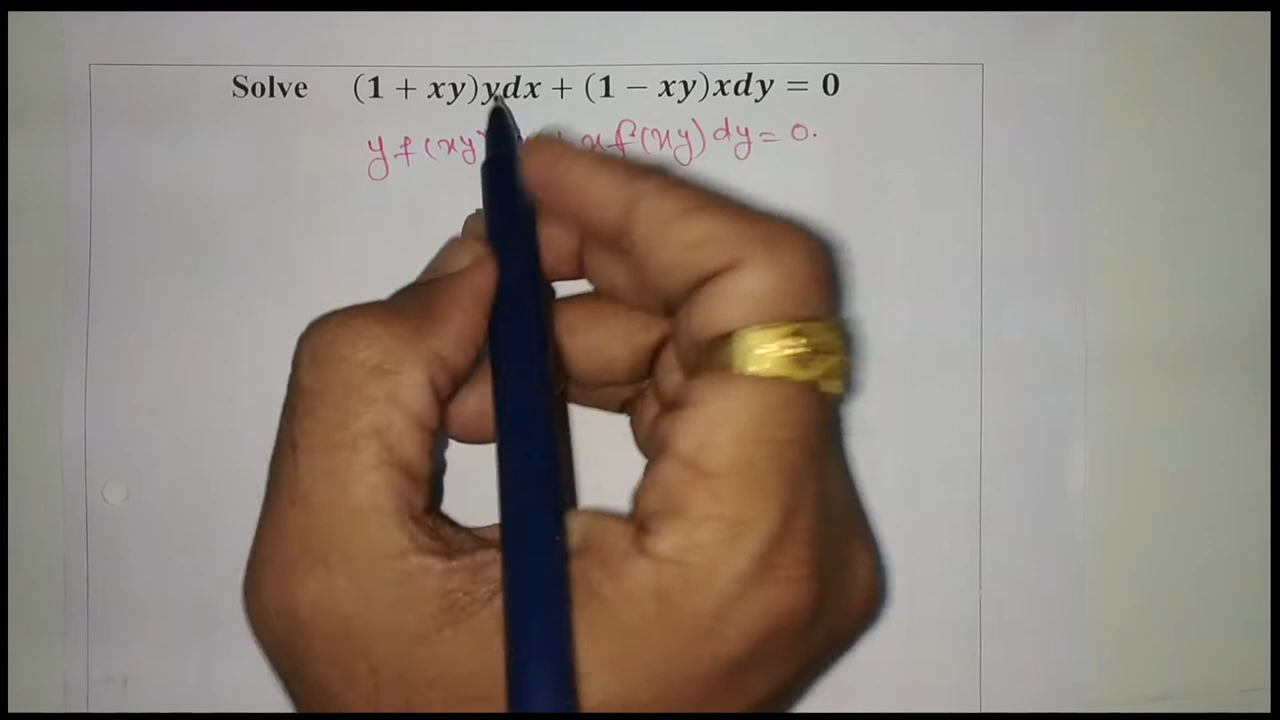 Solve (1 + xy)ydx + (1 − xy)xdy = 0
y f(xy) x f(xy) dy = 0.